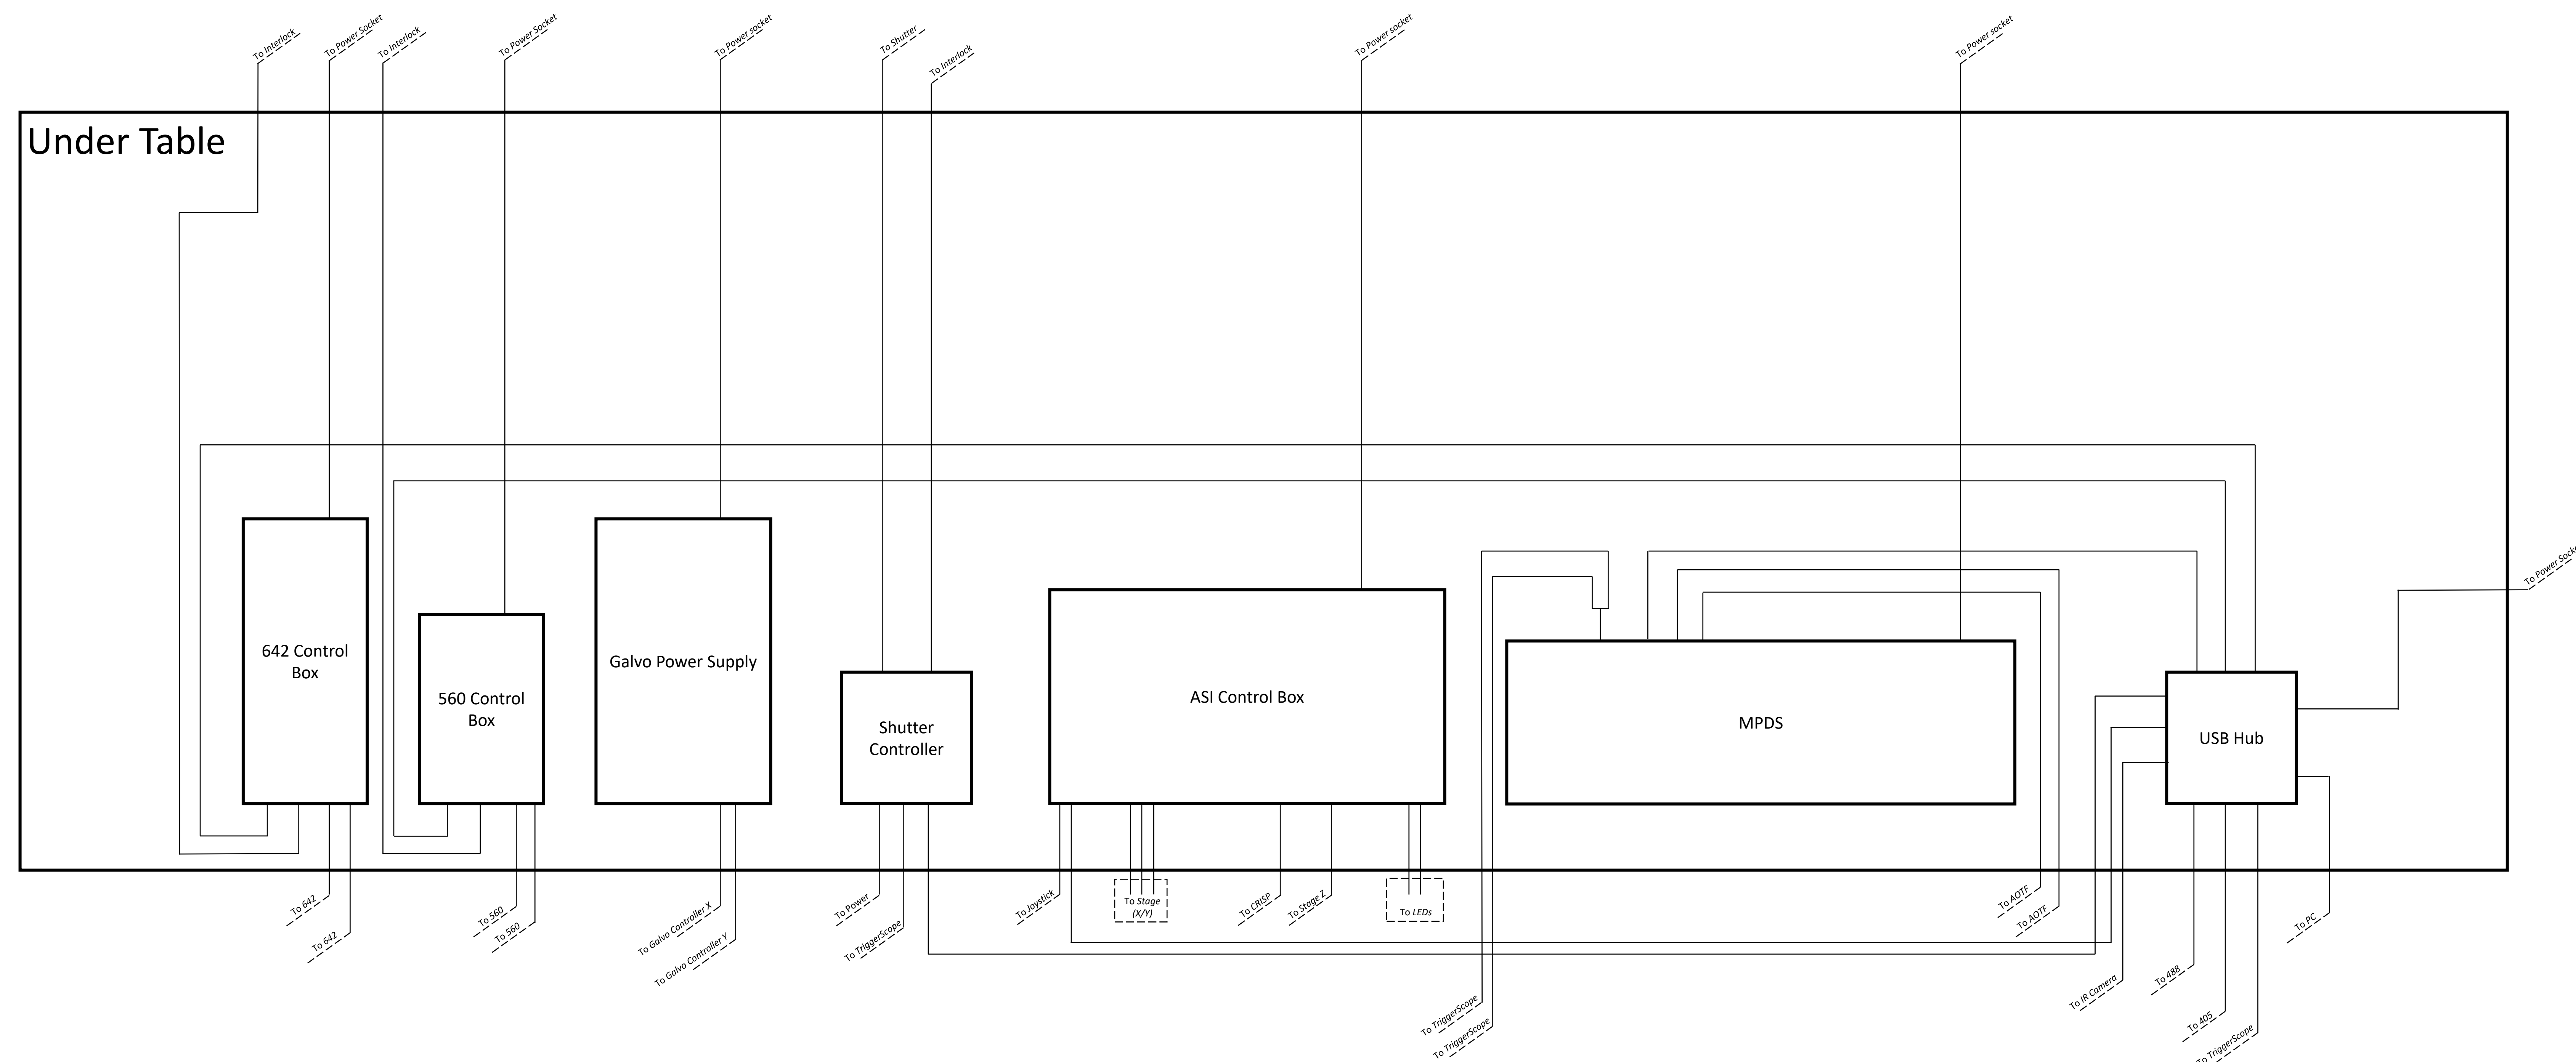 To Interlock
To Power Socket
To Interlock
To Power Socket
To Power socket
To Shutter
To Interlock
To Power socket
To Power socket
Under Table
To Power Socket
642 Control
Box
560 Control
Box
Galvo Power Supply
Shutter
Controller
ASI Control Box
MPDS
USB Hub
To 642
To 642
To 560
To 560
To Galvo Controller X
To Galvo Controller Y
To Power
To TriggerScope
To Joystick
To Stage
(X/Y)
To CRISP
To Stage Z
To LEDs
To TriggerScope
To TriggerScope
To AOTF
To AOTF
To IR Camera
To 488
To 405
To TriggerScope
To PC